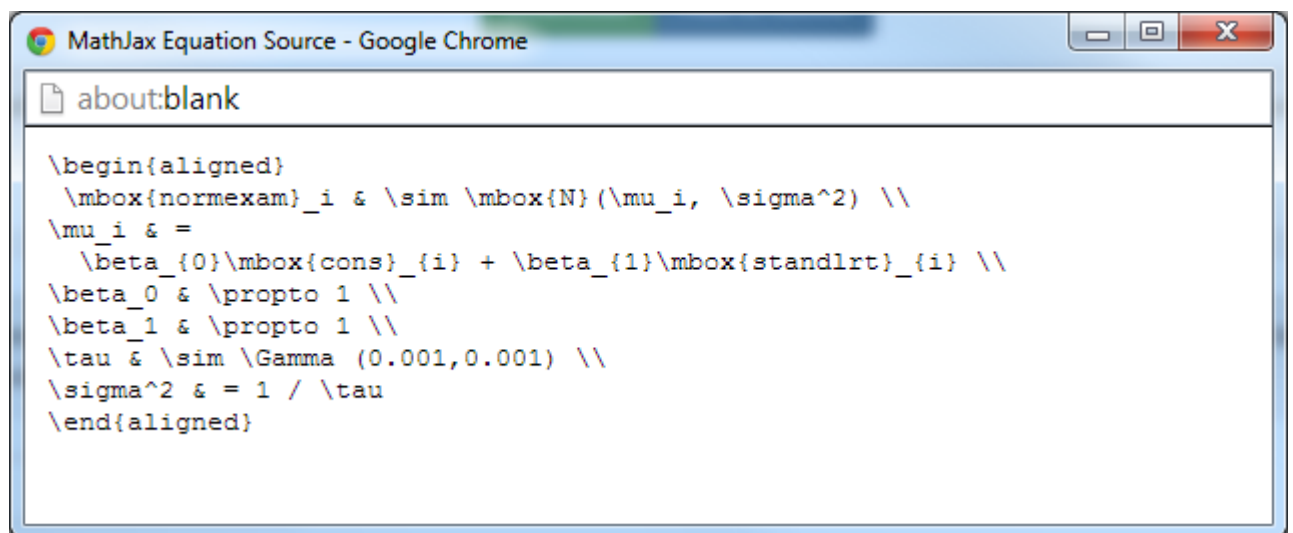 MathJax Equation Source - Google Chrome
about:blank
\begin{aligned}
 \mbox{normexam}_i & \sim \mbox{N}(\mu_i, \sigma^2) \\
\mu_i & =
  \beta_{0}\mbox{cons}_{i} + \beta_{1}\mbox{standlrt}_{i} \\
\beta_0 & \propto 1 \\
\beta_1 & \propto 1 \\
\tau & \sim \Gamma (0.001,0.001) \\
\sigma^2 & = 1 / \tau
\end{aligned}